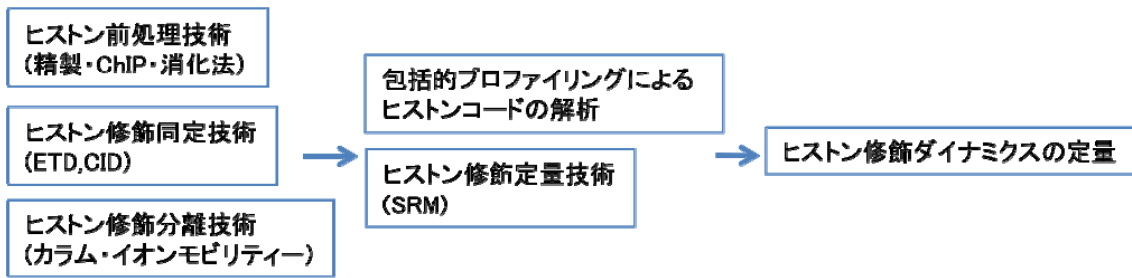 ヒストン前処理技術
(精製・ChIP・消化法)
ヒストン修飾同定技術
(ETD,CID)
ヒストン修飾分離技術
(カラム・イオンモビリティー)
包括的プロファイリングによる
ヒストンコードの解析
ヒストン修飾定量技術
(SRM)
ヒストン修飾ダイナミクスの定量